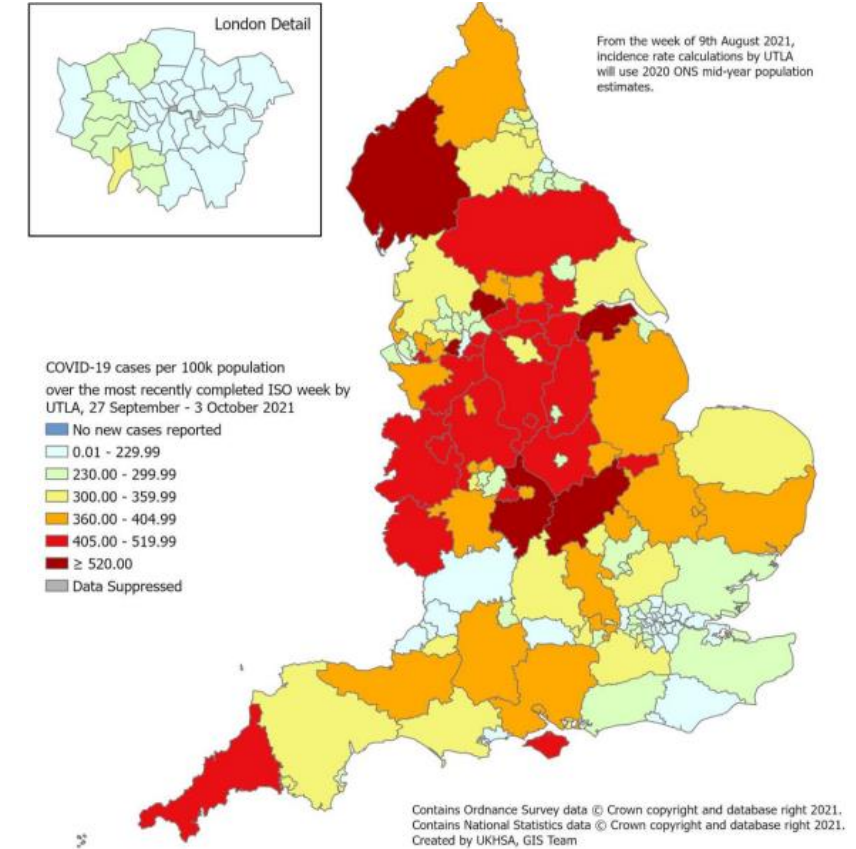 London Detail
From the week of 9th August 2021,
incidence rate calculations by UTLA
will use 2020 ONS mid-year population
estimates.
COVID-19 cases per 100k population
over the most recently completed ISO week by
UTLA, 27 September - 3 October 2021
No new cases reported
0.01 - 229.99
230.00 - 299.99
300.00 - 359.99
360.00 - 404.99
405.00 - 519.99
≥ 520.00
Data Suppressed
Contains Ordnance Survey data © Crown copyright and database right 2021.
Contains National Statistics data © Crown copyright and database right 2021.
Created by UKHSA, GIS Team